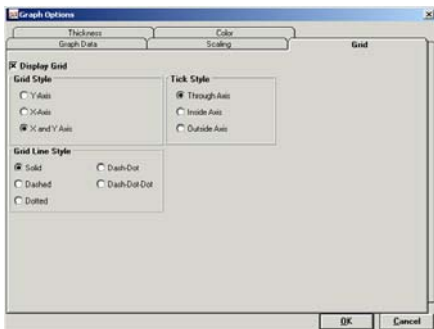 Graph Options
Thickness Color
Graph Data Scaling Grid
Display Grid
Grid Style Tick Style
Y-Axis Through Axis
X-Axis Inside Axis
X and Y Axis Outside Axis
Grid Line Style
Solid Dash-Dot
Dashed Dash-Dot-Dot
Dotted
OK Cancel